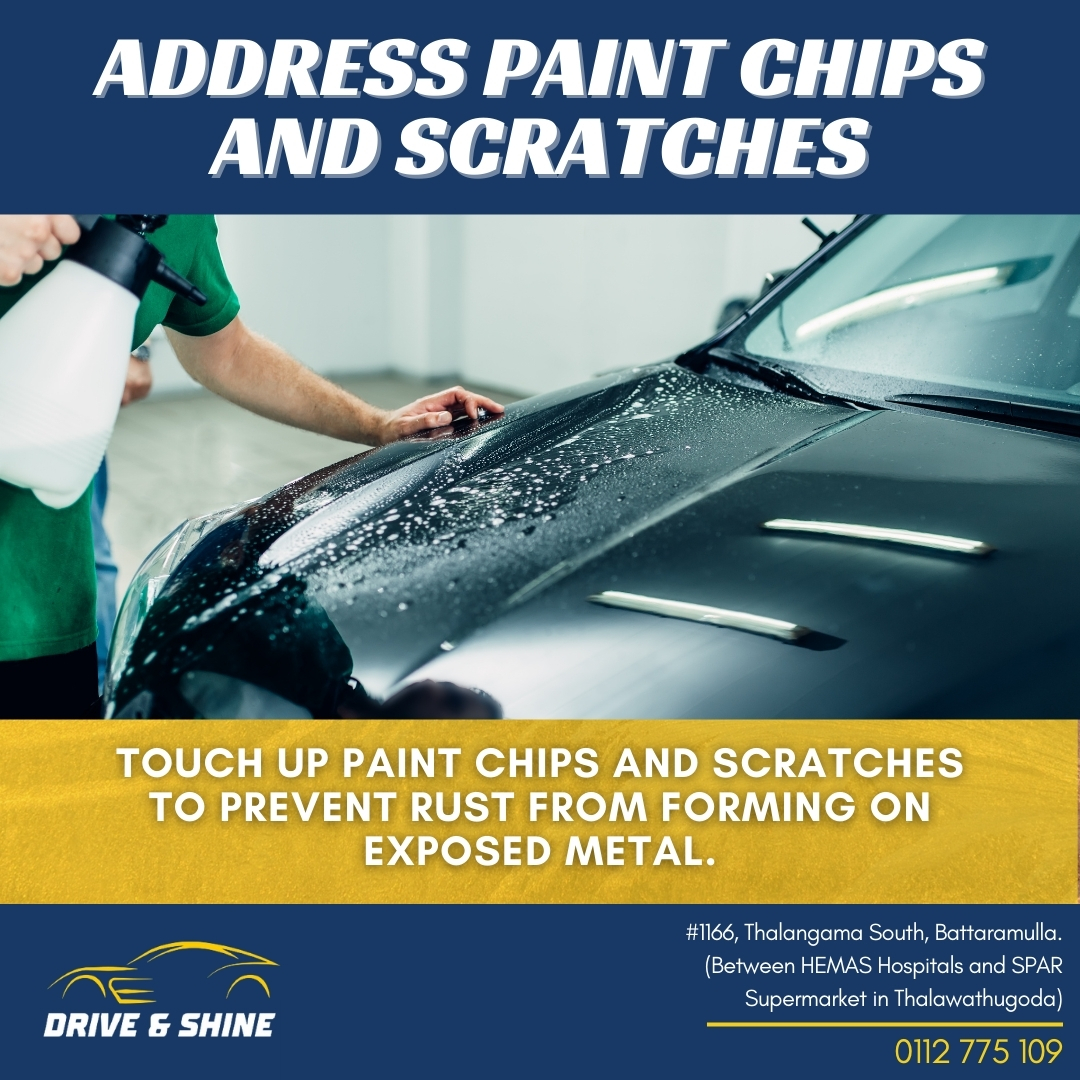 ADDRESS PAINT CHIPS
AND SCRATCHES
TOUCH UP PAINT CHIPS AND SCRATCHES
TO PREVENT RUST FROM FORMING ON
EXPOSED METAL.
DRIVE & SHINE
#1166, Thalangama South, Battaramulla.
(Between HEMAS Hospitals and SPAR
Supermarket in Thalawathugoda)
0112 775 109